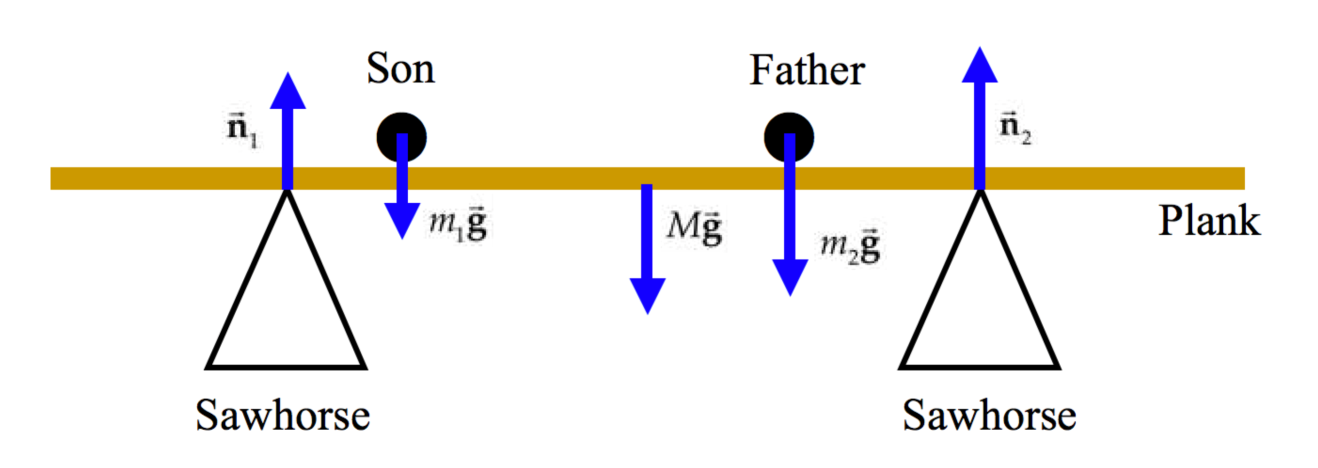 Son
Father
n⃗₁
n⃗₂
m₁g⃗
Mg⃗
m₂g⃗
Plank
Sawhorse
Sawhorse